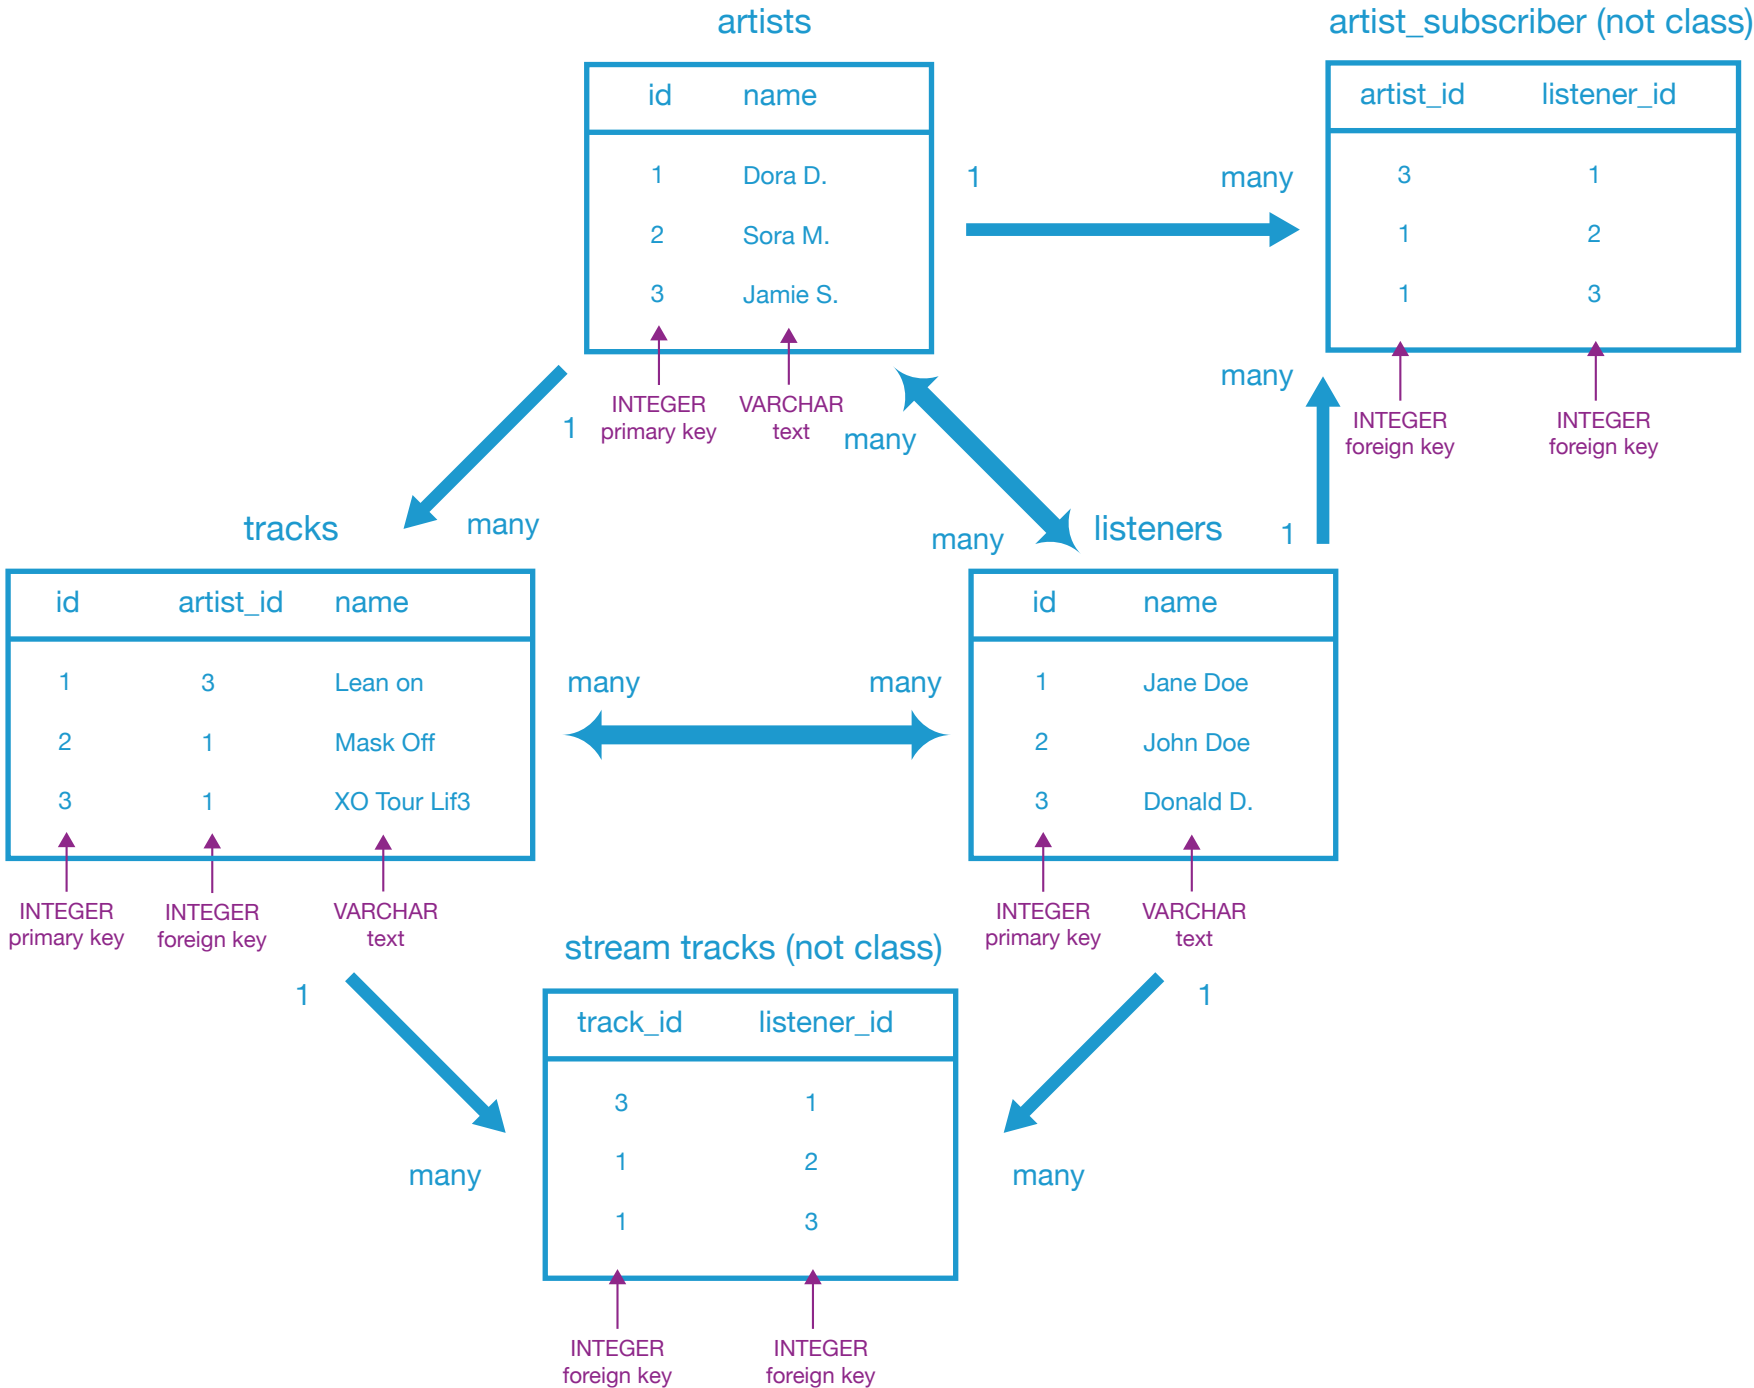 artists
id name
1 Dora D.
2 Sora M.
3 Jamie S.
INTEGER
primary key
VARCHAR
text
artist_subscriber (not class)
artist_id listener_id
3 1
1 2
1 3
INTEGER
foreign key
INTEGER
foreign key
1 many
many
1
1
many
many
many
tracks
id artist_id name
1 3 Lean on
2 1 Mask Off
3 1 XO Tour Lif3
INTEGER
primary key
INTEGER
foreign key
VARCHAR
text
many many
listeners
id name
1 Jane Doe
2 John Doe
3 Donald D.
INTEGER
primary key
VARCHAR
text
1
many
1
many
stream tracks (not class)
track_id listener_id
3 1
1 2
1 3
INTEGER
foreign key
INTEGER
foreign key